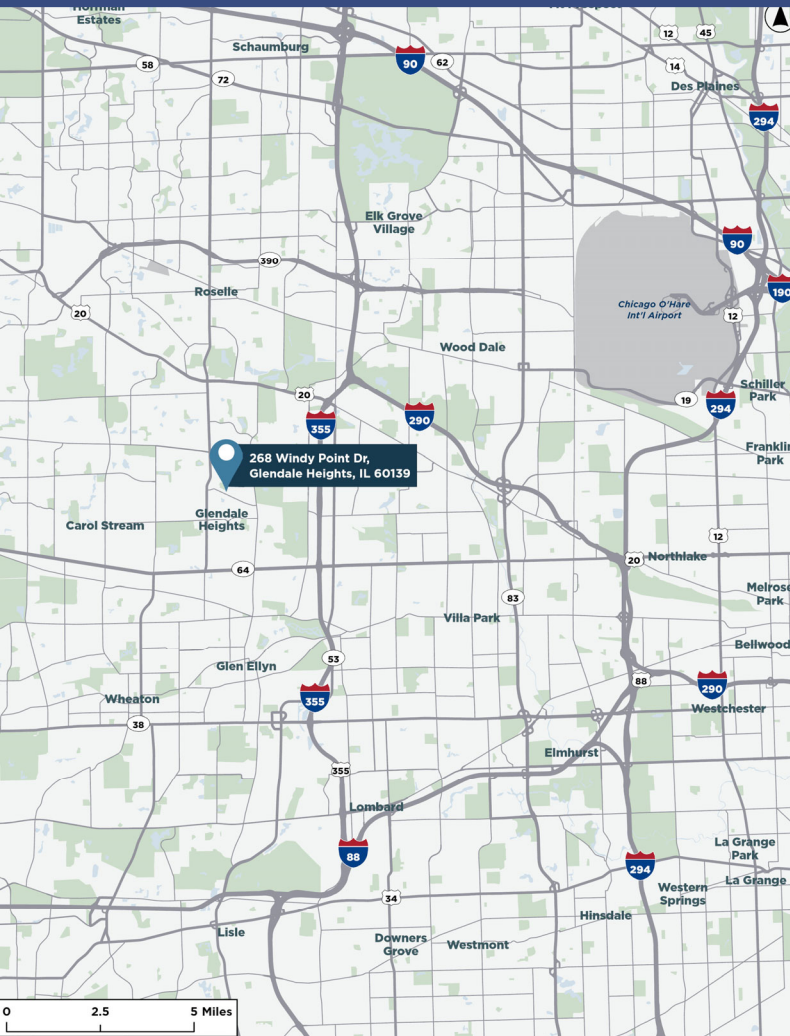 Hoffman
Estates
Schaumburg
58
72
90
62
12
45
14
Des Plaines
294
Elk Grove
Village
90
390
Roselle
190
Chicago O'Hare
Int'l Airport
12
20
Wood Dale
20
355
290
19
294
Schiller
Park
268 Windy Point Dr,
Glendale Heights, IL 60139
Franklin
Park
Carol Stream
Glendale
Heights
12
64
20
Northlake
83
Melrose
Park
Villa Park
Bellwood
53
Glen Ellyn
88
290
355
Wheaton
Westchester
38
Elmhurst
355
Lombard
88
La Grange
Park
294
La Grange
Western
Springs
34
Hinsdale
Lisle
Downers
Grove
Westmont
0 2.5 5 Miles